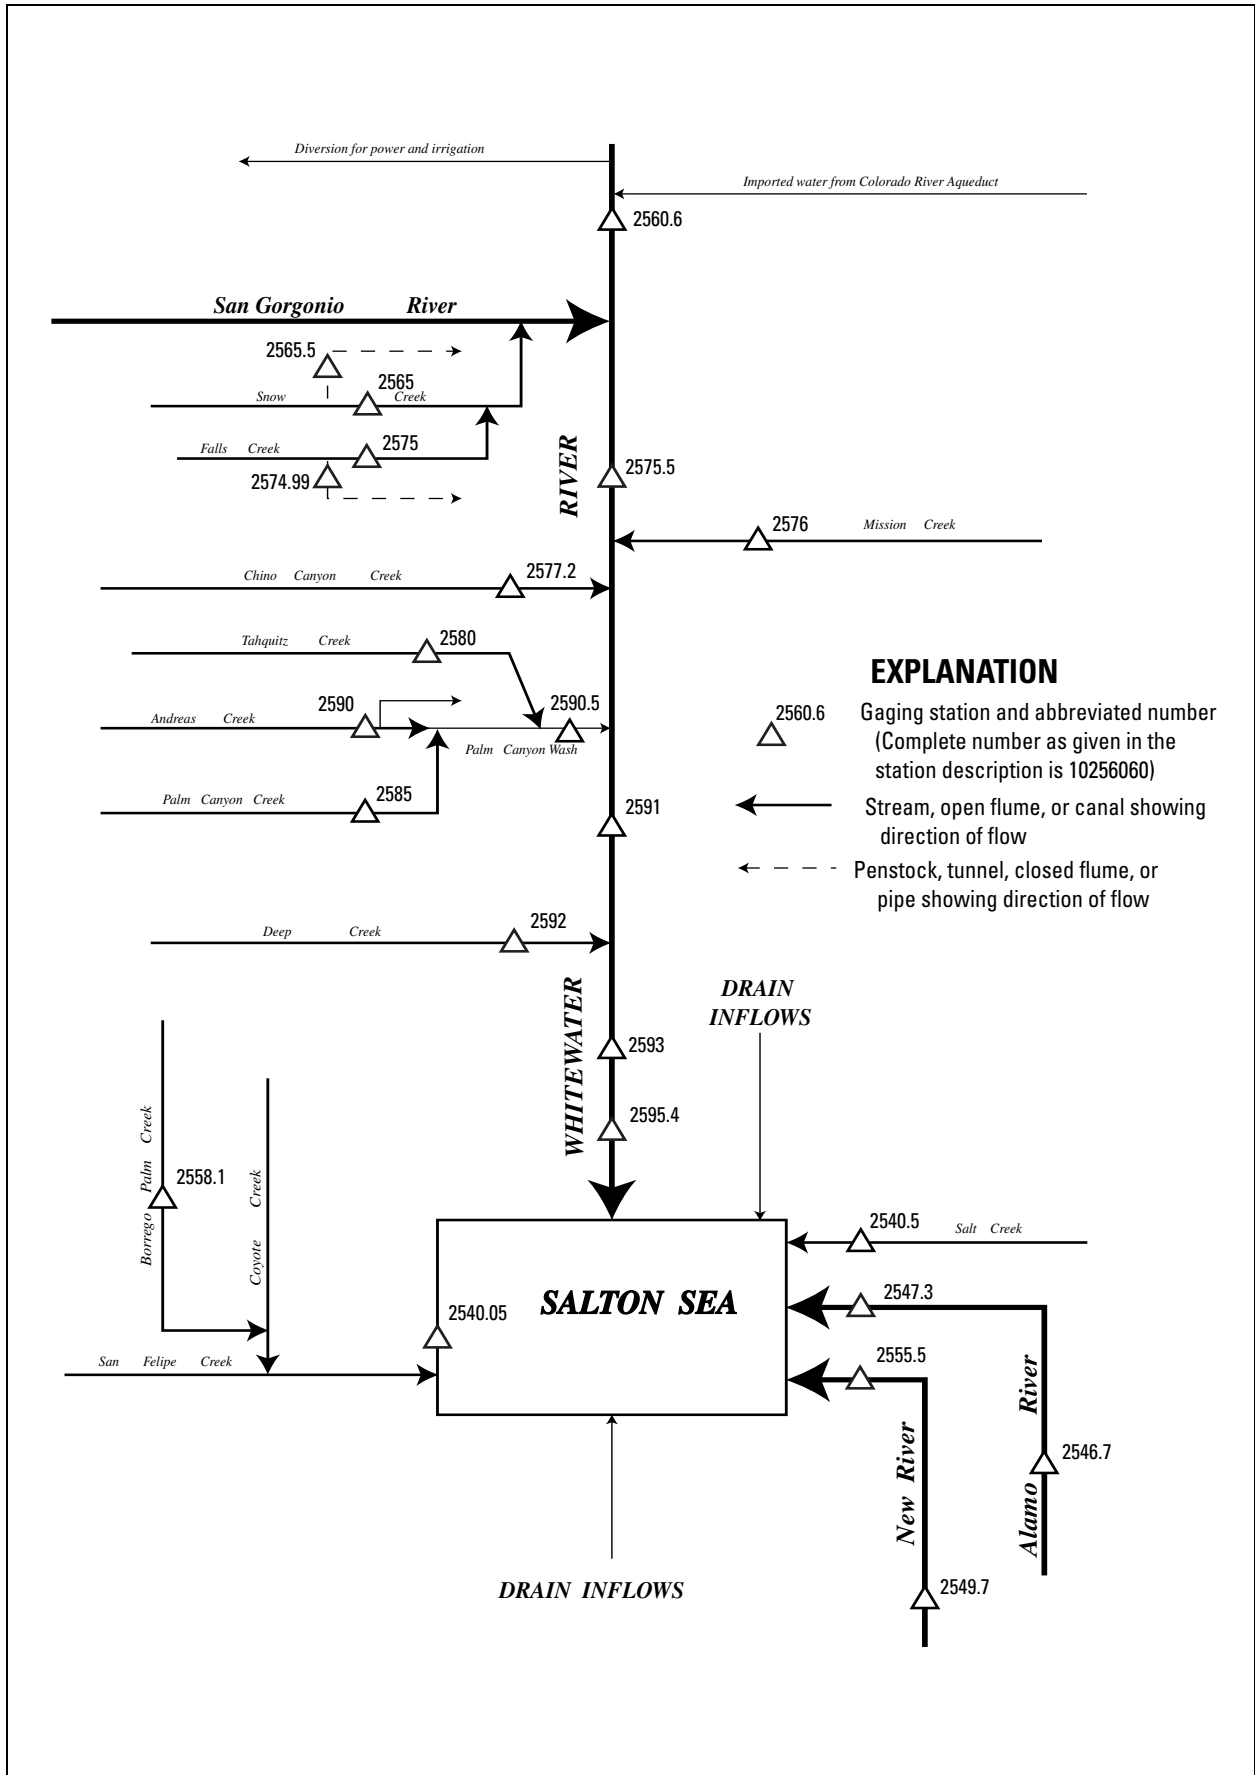 Diversion for power and irrigation
Imported water from Colorado River Aqueduct
2560.6
San Gorgonio River
2565.5
2565
Snow Creek
Falls Creek
2575
2574.99
RIVER
2575.5
2576
Mission Creek
Chino Canyon Creek
2577.2
Tahquitz Creek
2580
2590
2590.5
Andreas Creek
Palm Canyon Wash
Palm Canyon Creek
2585
2591
EXPLANATION
2560.6
Gaging station and abbreviated number
(Complete number as given in the
station description is 10256060)
Stream, open flume, or canal showing
direction of flow
Penstock, tunnel, closed flume, or
pipe showing direction of flow
Deep Creek
2592
WHITEWATER
DRAIN
INFLOWS
2593
2595.4
Borrego Palm Creek
2558.1
Coyote Creek
2540.5
Salt Creek
SALTON SEA
2547.3
2540.05
2555.5
San Felipe Creek
New River
Alamo River
2546.7
2549.7
DRAIN INFLOWS